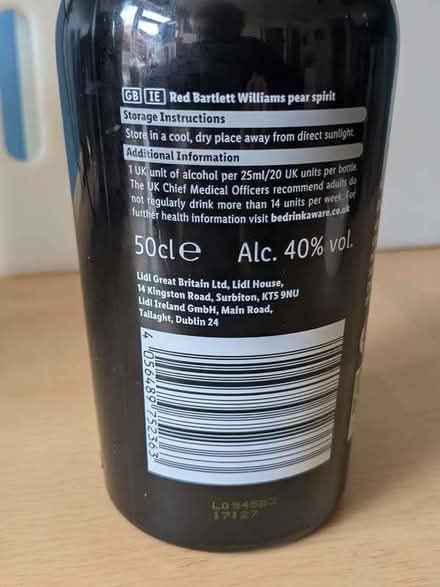 GB IE Red Bartlett Williams pear spirit
Storage Instructions
Store in a cool, dry place away from direct sunlight.
Additional Information
1 UK unit of alcohol per 25ml/20 UK units per bottle.
The UK Chief Medical Officers recommend adults do
not regularly drink more than 14 units per week. For
further health information visit bedrinkaware.co.uk
50cl e Alc. 40% vol.
Lidl Great Britain Ltd, Lidl House,
14 Kingston Road, Surbiton, KT5 9NU
Lidl Ireland GmbH, Main Road,
Tallaght, Dublin 24
4 056489 752363
17:27